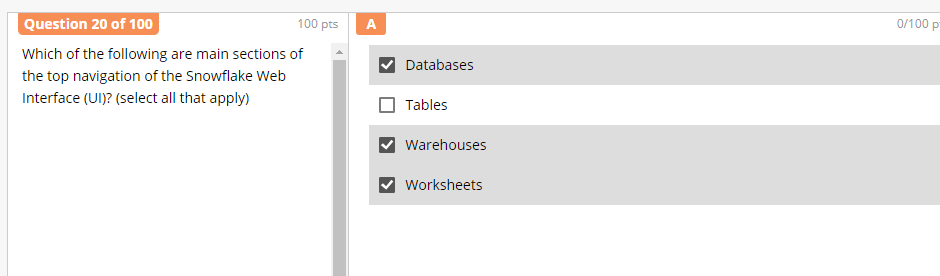 Question 20 of 100
100 pts
Which of the following are main sections of
the top navigation of the Snowflake Web
Interface (UI)? (select all that apply)
A
0/100 p
Databases
Tables
Warehouses
Worksheets